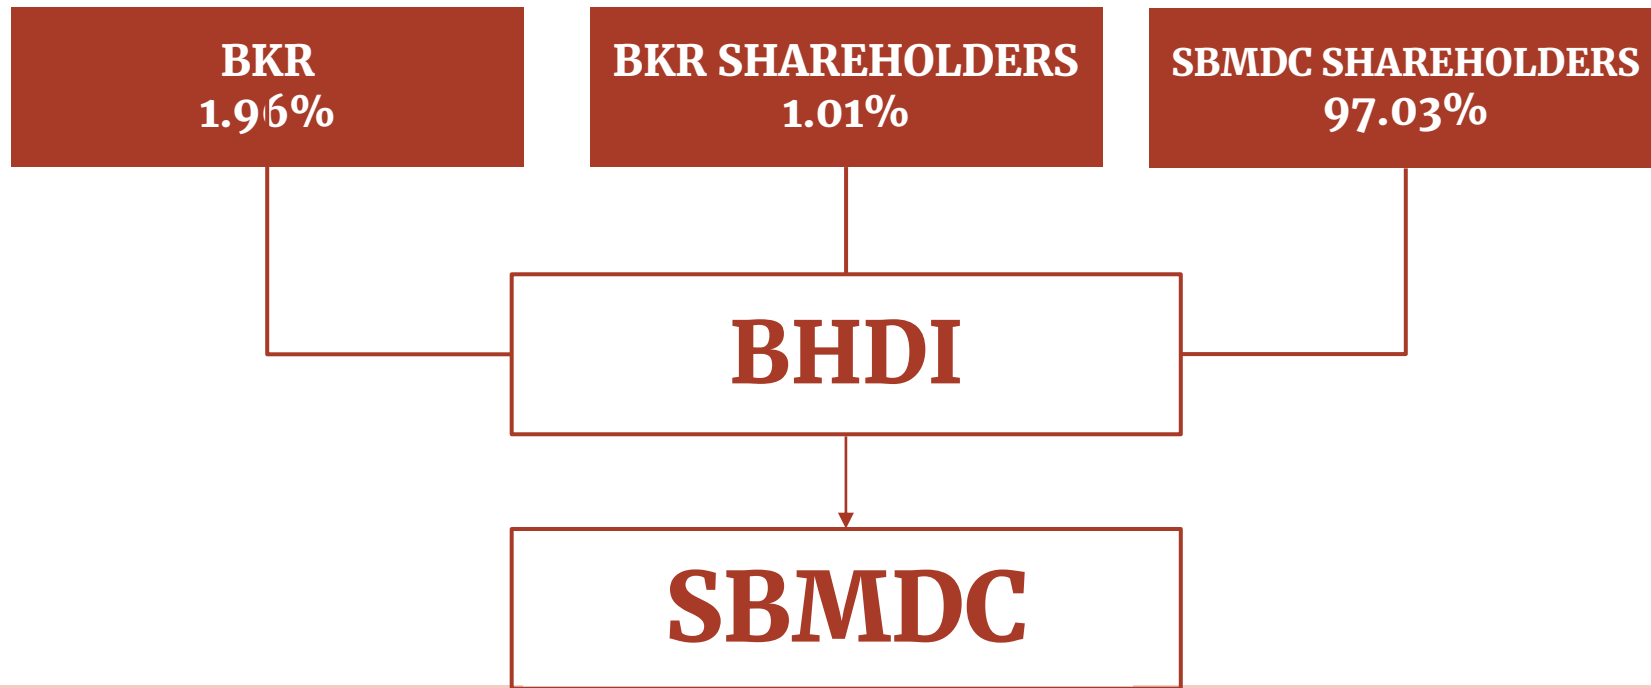 BKR
1.96%
BKR SHAREHOLDERS
1.01%
SBMDC SHAREHOLDERS
97.03%
BHDI
SBMDC